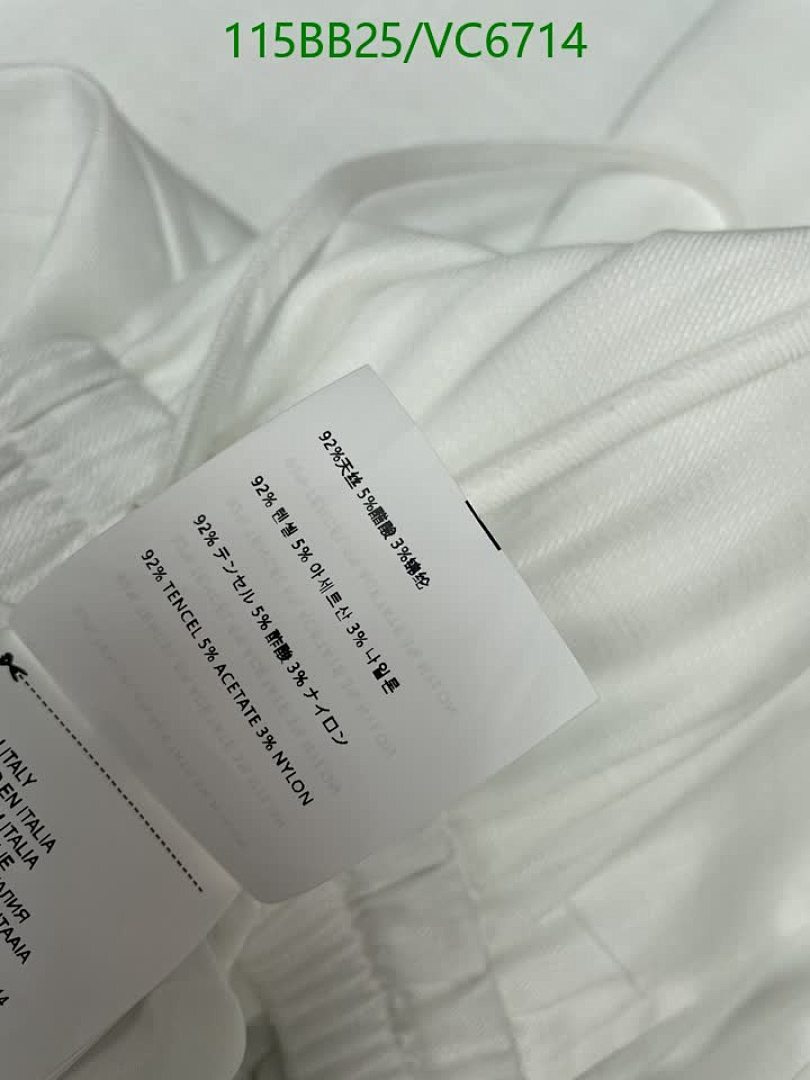 115BB25/VC6714
92%天丝 5%醋酸 3%锦纶
92% 텐셀 5% 아세트산 3% 나일론
92% テンセル 5% 酢酸 3% ナイロン
92% TENCEL 5% ACETATE 3% NYLON
ITALY
EN ITALIA
ITALIA